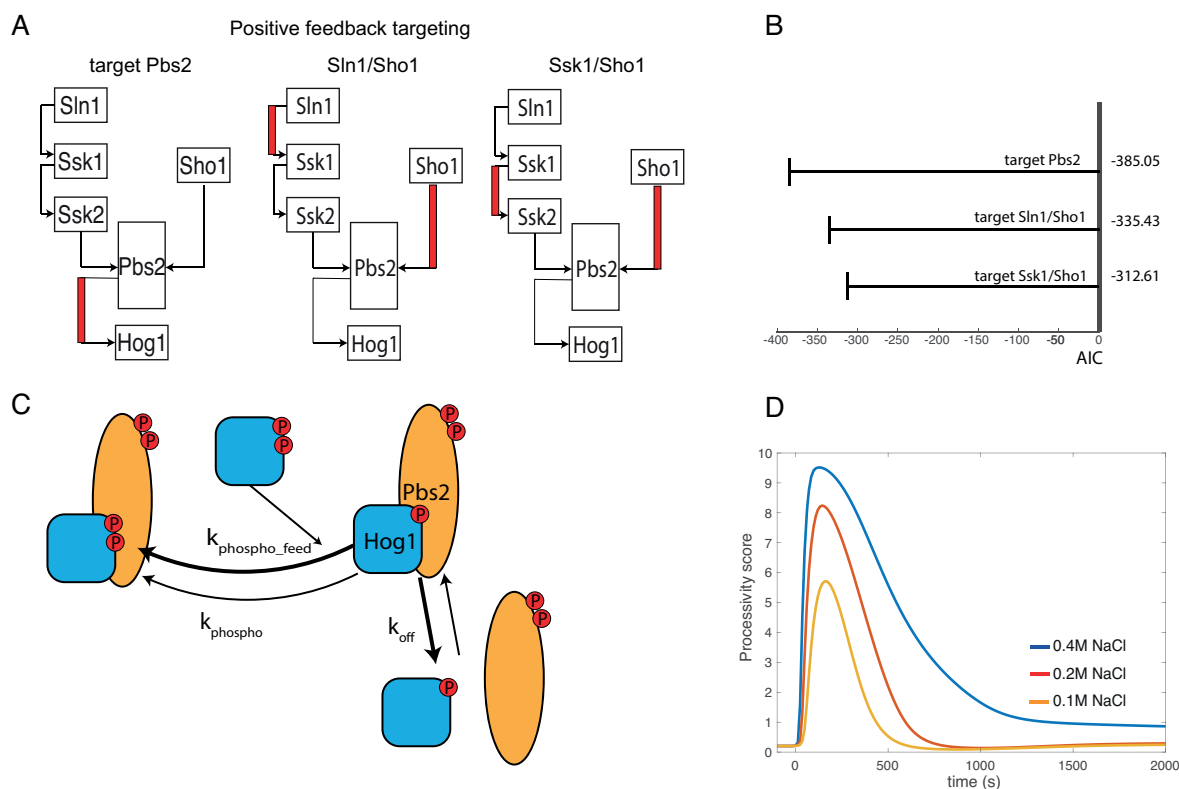 A
Positive feedback targeting
target Pbs2
Sln1/Sho1
Ssk1/Sho1
Sln1
Ssk1
Sho1
Ssk2
Pbs2
Hog1
Sln1
Ssk1
Sho1
Ssk2
Pbs2
Hog1
Sln1
Ssk1
Sho1
Ssk2
Pbs2
Hog1
B
target Pbs2
-385.05
target Sln1/Sho1
-335.43
target Ssk1/Sho1
-312.61
-400 -350 -300 -250 -200 -150 -100 -50 0
AIC
C
P
P
P
P
P
P
P
P
Pbs2
P
Hog1
k phospho_feed
k phospho
k off
P
P
P
D
10
9
8
7
6
5
4
3
2
1
0
Processivity score
0.4M NaCl
0.2M NaCl
0.1M NaCl
0 500 1000 1500 2000
time (s)